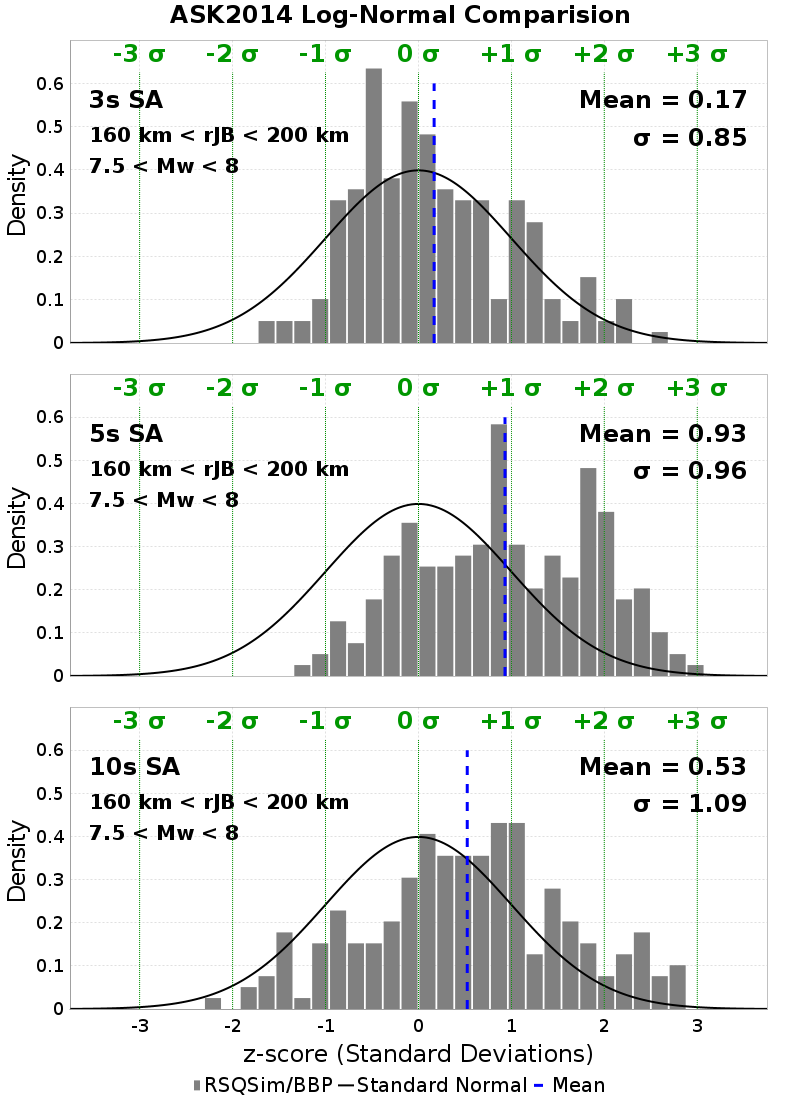 ASK2014 Log-Normal Comparision
-3 σ -2 σ -1 σ 0 σ +1 σ +2 σ +3 σ
3s SA
160 km < rJB < 200 km
7.5 < Mw < 8
Mean = 0.17
σ = 0.85
Density
0.6
0.5
0.4
0.3
0.2
0.1
0
-3 σ -2 σ -1 σ 0 σ +1 σ +2 σ +3 σ
5s SA
160 km < rJB < 200 km
7.5 < Mw < 8
Mean = 0.93
σ = 0.96
Density
0.6
0.5
0.4
0.3
0.2
0.1
0
-3 σ -2 σ -1 σ 0 σ +1 σ +2 σ +3 σ
10s SA
160 km < rJB < 200 km
7.5 < Mw < 8
Mean = 0.53
σ = 1.09
Density
0.6
0.5
0.4
0.3
0.2
0.1
0
-3 -2 -1 0 1 2 3
z-score (Standard Deviations)
RSQSim/BBP Standard Normal Mean